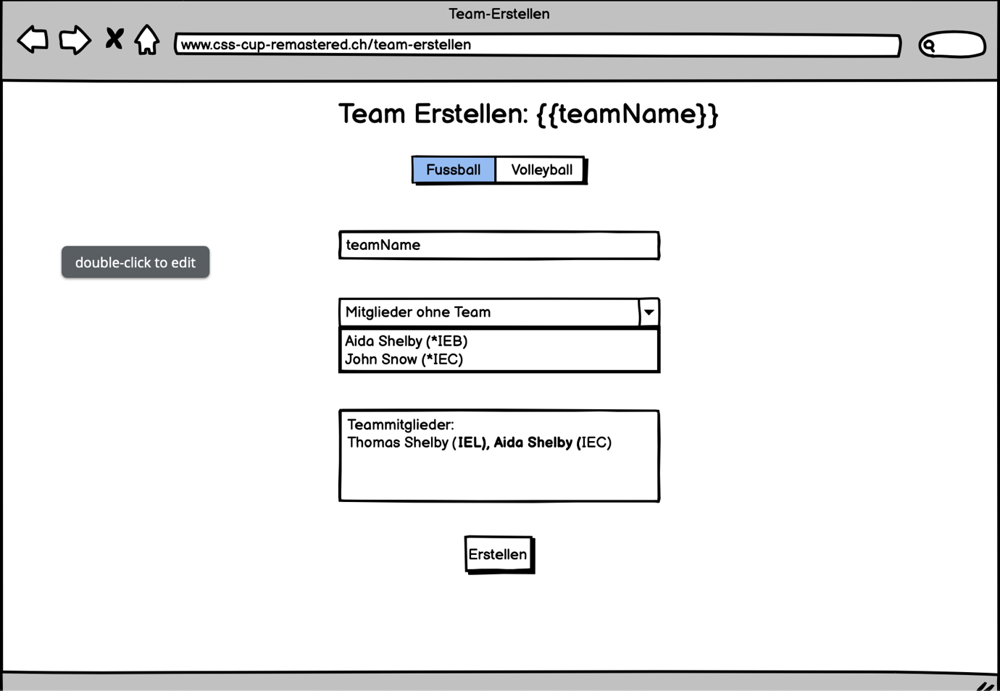 Team-Erstellen
www.css-cup-remastered.ch/team-erstellen
Team Erstellen: {{teamName}}
Fussball Volleyball
teamName
double-click to edit
Mitglieder ohne Team
Aida Shelby (*IEB)
John Snow (*IEC)
Teammitglieder:
Thomas Shelby (IEL), Aida Shelby (IEC)
Erstellen